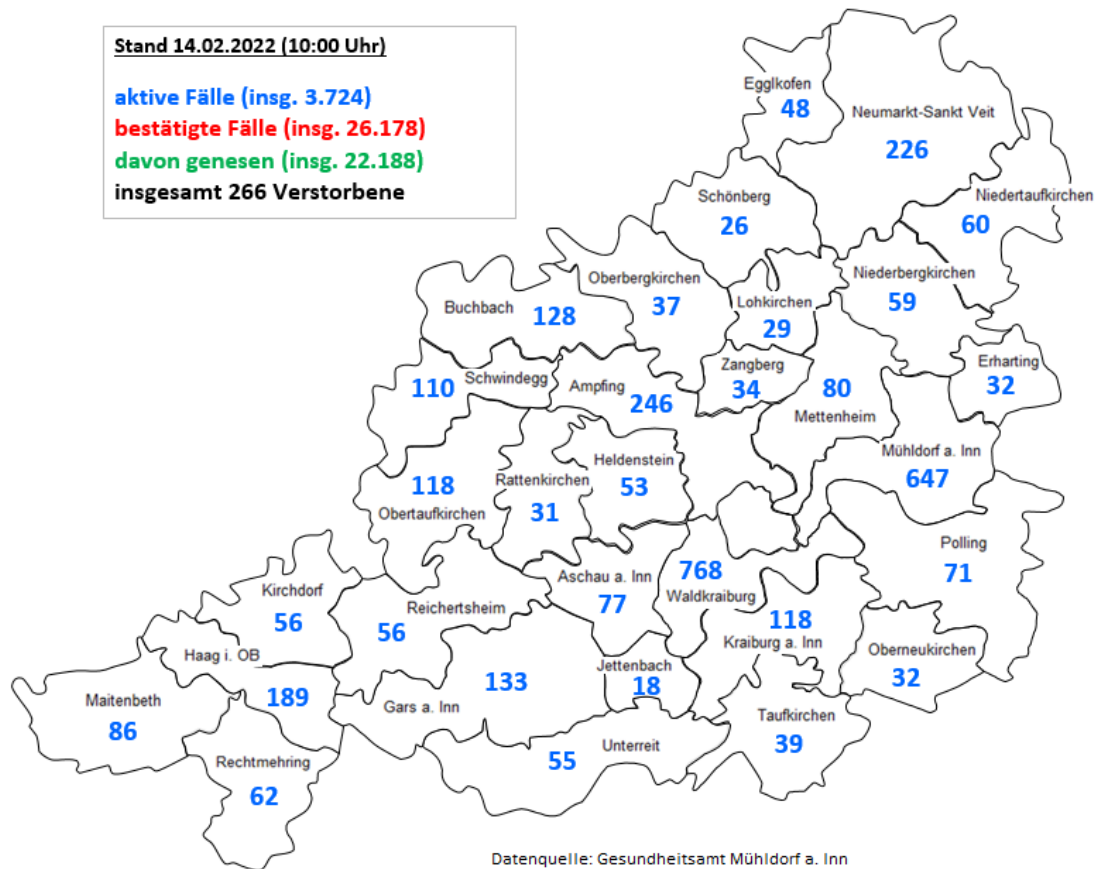 Stand 14.02.2022 (10:00 Uhr)
aktive Fälle (insg. 3.724)
bestätigte Fälle (insg. 26.178)
davon genesen (insg. 22.188)
insgesamt 266 Verstorbene
Egglkofen
48
Neumarkt-Sankt Veit
226
Schönberg
26
Niedertaufkirchen
60
Oberbergkirchen
37
Lohkirchen
29
Niederbergkirchen
59
Buchbach 128
110 Schwindegg
Ampfing
246
Zangberg
34
80
Mettenheim
Erharting
32
Mühldorf a. Inn
647
118
Obertaufkirchen
Rattenkirchen
31
Heldenstein
53
Polling
71
Kirchdorf
56
Reichertsheim
56
Aschau a. Inn
77
768
Waldkraiburg
118
Kraiburg a. Inn
Oberneukirchen
32
Haag i. OB
189
Maitenbeth
86
Gars a. Inn
133
Jettenbach
18
Taufkirchen
39
Rechtmehring
62
Unterreit
55
Datenquelle: Gesundheitsamt Mühldorf a. Inn